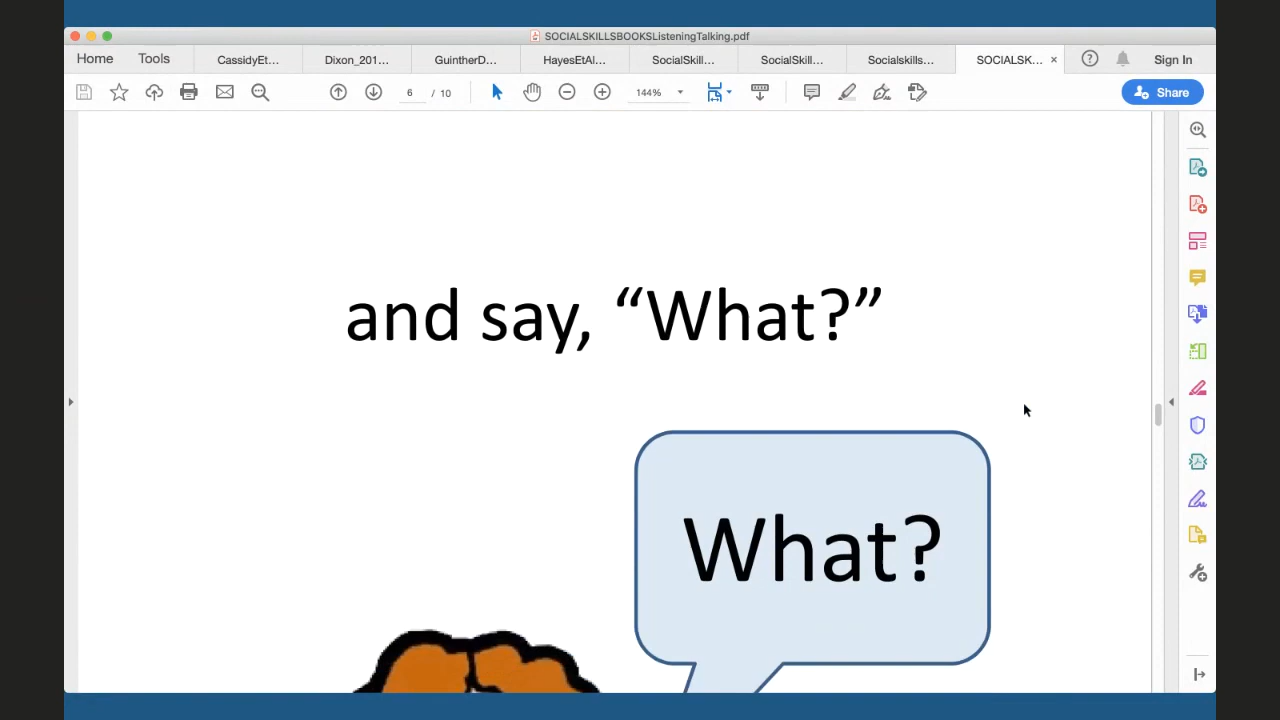 SOCIALSKILLSBOOKSListeningTalking.pdf
Home Tools CassidyEt... Dixon_201... GuintherD... HayesEtAl... SocialSkill... SocialSkill... Socialskills... SOCIALSK... × Sign In
6 / 10 144% Share
and say, “What?”
What?